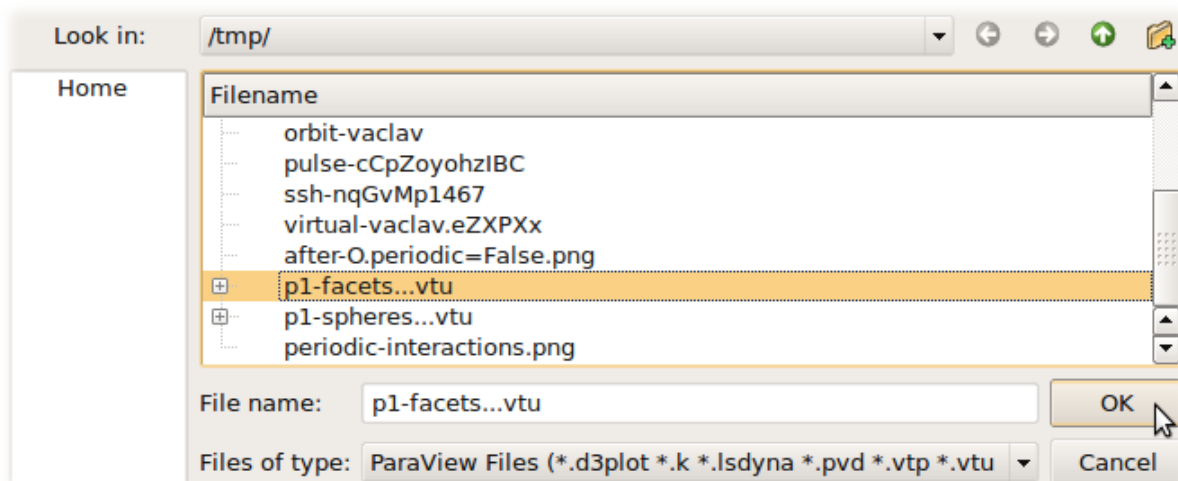 Look in: /tmp/
Home
Filename
orbit-vaclav
pulse-cCpZoyohzIBC
ssh-nqGvMp1467
virtual-vaclav.eZXPXx
after-O.periodic=False.png
p1-facets...vtu
p1-spheres...vtu
periodic-interactions.png
File name: p1-facets...vtu OK
Files of type: ParaView Files (*.d3plot *.k *.lsdyna *.pvd *.vtp *.vtu Cancel